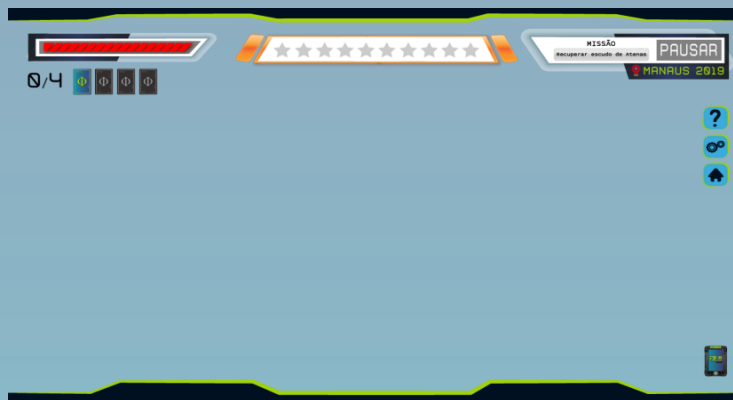 MISSÃO
Recuperar escudo de Atenas
PAUSAR
MANAUS 2019
0/4
Φ Φ Φ Φ
?